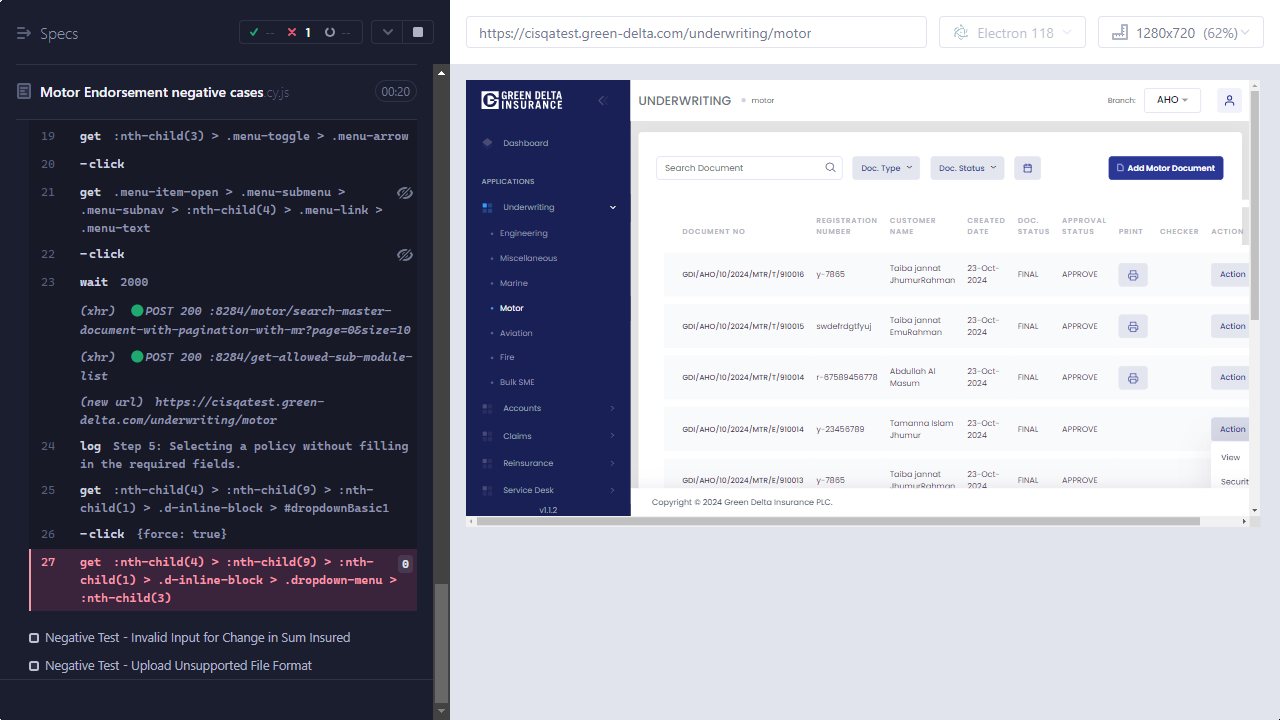 Specs
-- 1 --
Motor Endorsement negative cases.cy.js 00:20
19 get :nth-child(3) > .menu-toggle > .menu-arrow
20 -click
21 get .menu-item-open > .menu-submenu >
.menu-subnav > :nth-child(4) > .menu-link >
.menu-text
22 -click
23 wait 2000
(xhr) POST 200 :8284/motor/search-master-
document-with-pagination-with-mr?page=0&size=10
(xhr) POST 200 :8284/get-allowed-sub-module-
list
(new url) https://cisqatest.green-
delta.com/underwriting/motor
24 log Step 5: Selecting a policy without filling
in the required fields.
25 get :nth-child(4) > :nth-child(9) > :nth-
child(1) > .d-inline-block > #dropdownBasic1
26 -click {force: true}
27 get :nth-child(4) > :nth-child(9) > :nth- 0
child(1) > .d-inline-block > .dropdown-menu >
:nth-child(3)
Negative Test - Invalid Input for Change in Sum Insured
Negative Test - Upload Unsupported File Format
https://cisqatest.green-delta.com/underwriting/motor
Electron 118
1280x720 (62%)
GREEN DELTA
INSURANCE
Dashboard
APPLICATIONS
Underwriting
Engineering
Miscellaneous
Marine
Motor
Aviation
Fire
Bulk SME
Accounts
Claims
Reinsurance
Service Desk
v1.1.2
UNDERWRITING motor
Branch: AHO
Search Document
Doc. Type
Doc. Status
Add Motor Document
DOCUMENT NO REGISTRATION NUMBER CUSTOMER NAME CREATED DATE DOC. STATUS APPROVAL STATUS PRINT CHECKER ACTION
GDI/AHO/10/2024/MTR/T/910016 y-7865 Taiba jannat JhumurRahman 23-Oct-2024 FINAL APPROVE Action
GDI/AHO/10/2024/MTR/T/910015 swdefrdgtfyuj Taiba jannat EmuRahman 23-Oct-2024 FINAL APPROVE Action
GDI/AHO/10/2024/MTR/T/910014 r-67589456778 Abdullah Al Masum 23-Oct-2024 FINAL APPROVE Action
GDI/AHO/10/2024/MTR/E/910014 y-23456789 Tamanna Islam Jhumur 23-Oct-2024 FINAL APPROVE Action
View
Securit
GDI/AHO/10/2024/MTR/E/910013 y-7865 Taiba jannat JhumurRahman 23-Oct-2024 FINAL APPROVE
Copyright © 2024 Green Delta Insurance PLC.